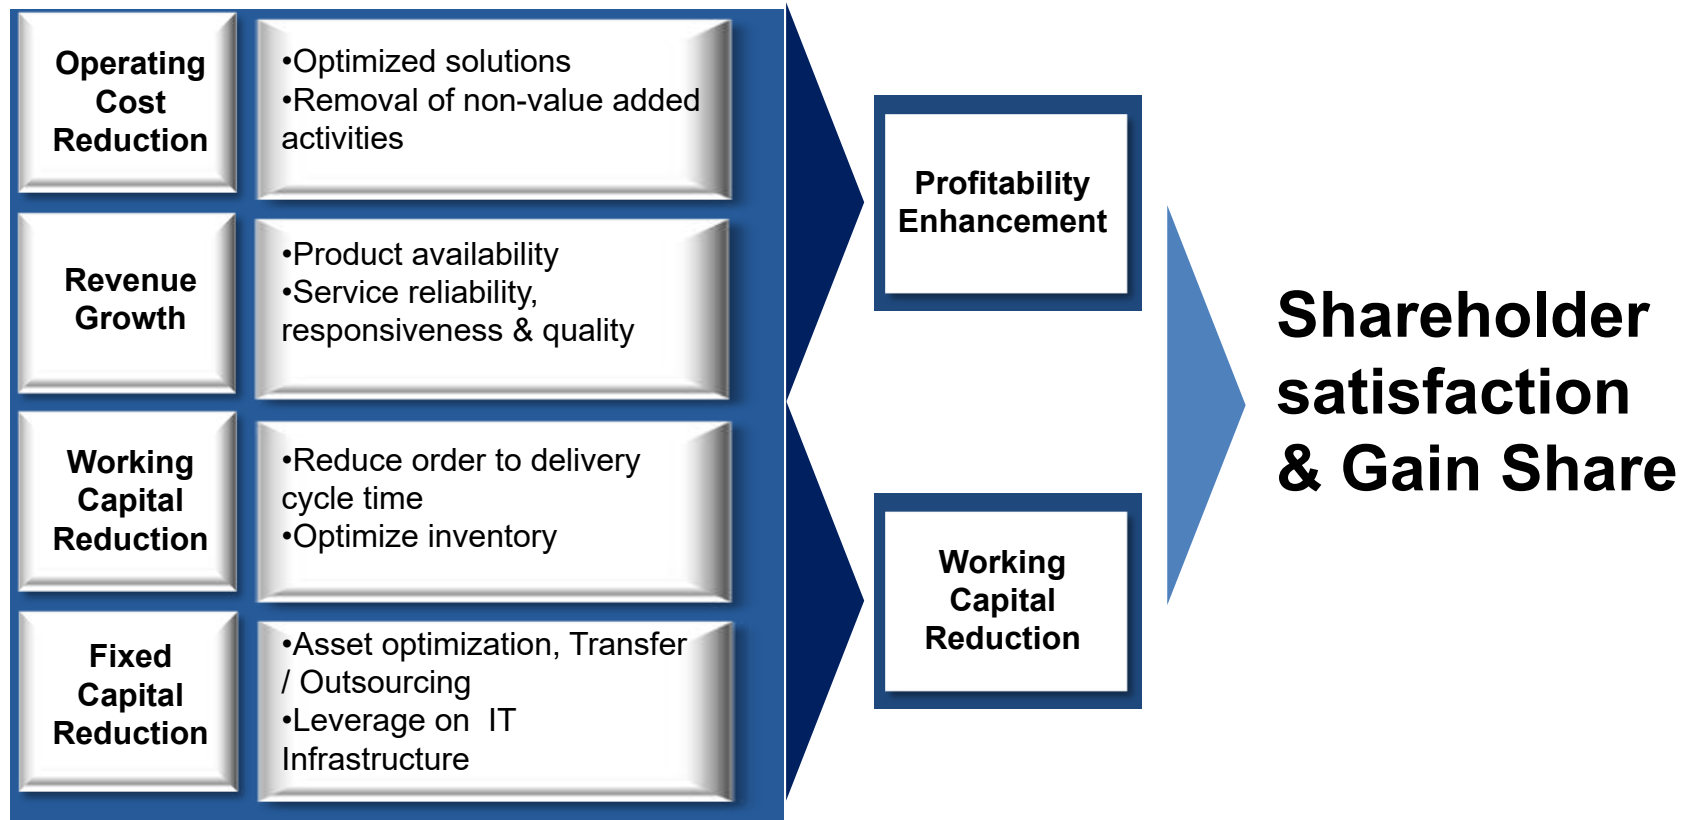 Operating
Cost
Reduction
•Optimized solutions
•Removal of non-value added
activities
Revenue
Growth
•Product availability
•Service reliability,
responsiveness & quality
Working
Capital
Reduction
•Reduce order to delivery
cycle time
•Optimize inventory
Fixed
Capital
Reduction
•Asset optimization, Transfer
/ Outsourcing
•Leverage on  IT
Infrastructure
Profitability
Enhancement
Working
Capital
Reduction
Shareholder
satisfaction
& Gain Share